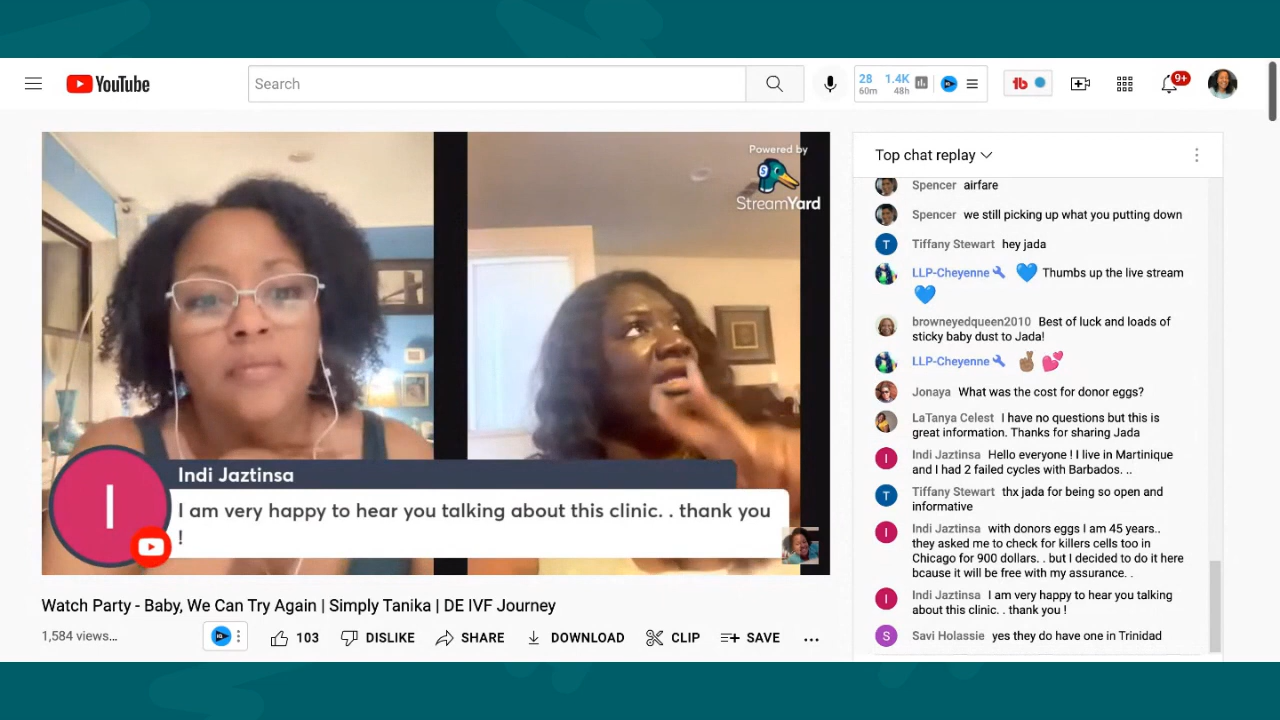 YouTube
Search
28
60m
1.4K
48h
9+
Powered by
StreamYard
Indi Jaztinsa
I
I am very happy to hear you talking about this clinic. . thank you
!
Watch Party - Baby, We Can Try Again | Simply Tanika | DE IVF Journey
1,584 views...
103
DISLIKE
SHARE
DOWNLOAD
CLIP
SAVE
Top chat replay
Spencer airfare
Spencer we still picking up what you putting down
T Tiffany Stewart hey jada
LLP-Cheyenne 💙 Thumbs up the live stream
💙
browneyedqueen2010 Best of luck and loads of
sticky baby dust to Jada!
LLP-Cheyenne 🤞🏽 💕
Jonaya What was the cost for donor eggs?
LaTanya Celest I have no questions but this is
great information. Thanks for sharing Jada
I Indi Jaztinsa Hello everyone ! I live in Martinique
and I had 2 failed cycles with Barbados. ..
T Tiffany Stewart thx jada for being so open and
informative
I Indi Jaztinsa with donors eggs I am 45 years..
they asked me to check for killers cells too in
Chicago for 900 dollars. . but I decided to do it here
bcause it will be free with my assurance. .
I Indi Jaztinsa I am very happy to hear you talking
about this clinic. . thank you !
S Savi Holassie yes they do have one in Trinidad